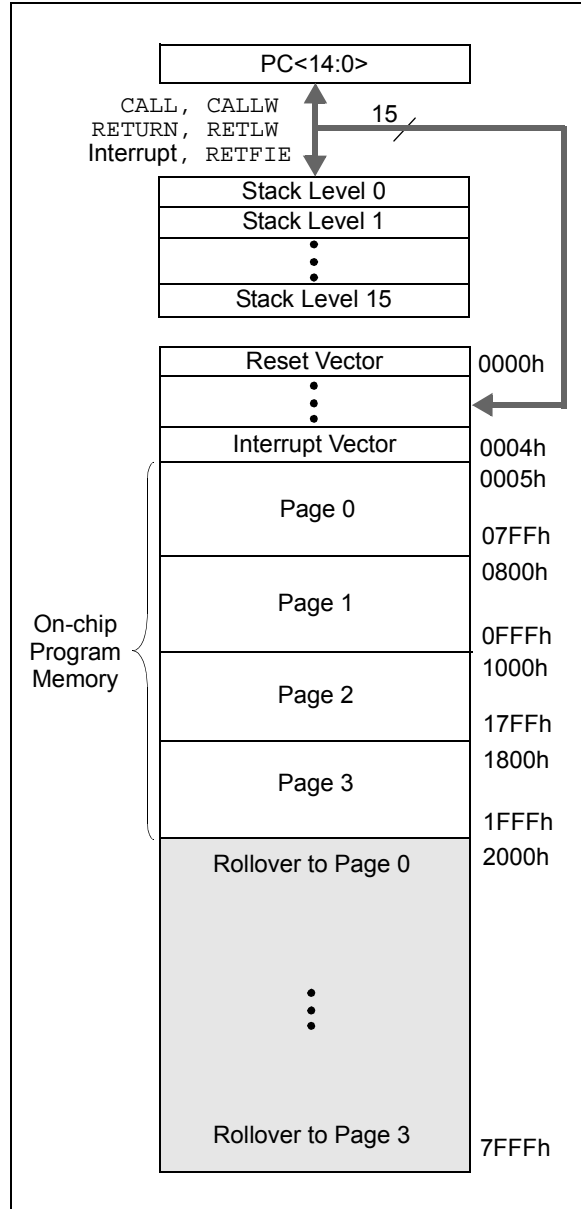 PC<14:0>
CALL, CALLW
RETURN, RETLW
Interrupt, RETFIE
15
Stack Level 0
Stack Level 1
Stack Level 15
Reset Vector
0000h
Interrupt Vector
0004h
0005h
Page 0
07FFh
0800h
Page 1
0FFFh
On-chip
Program
Memory
1000h
Page 2
17FFh
1800h
Page 3
1FFFh
2000h
Rollover to Page 0
Rollover to Page 3
7FFFh